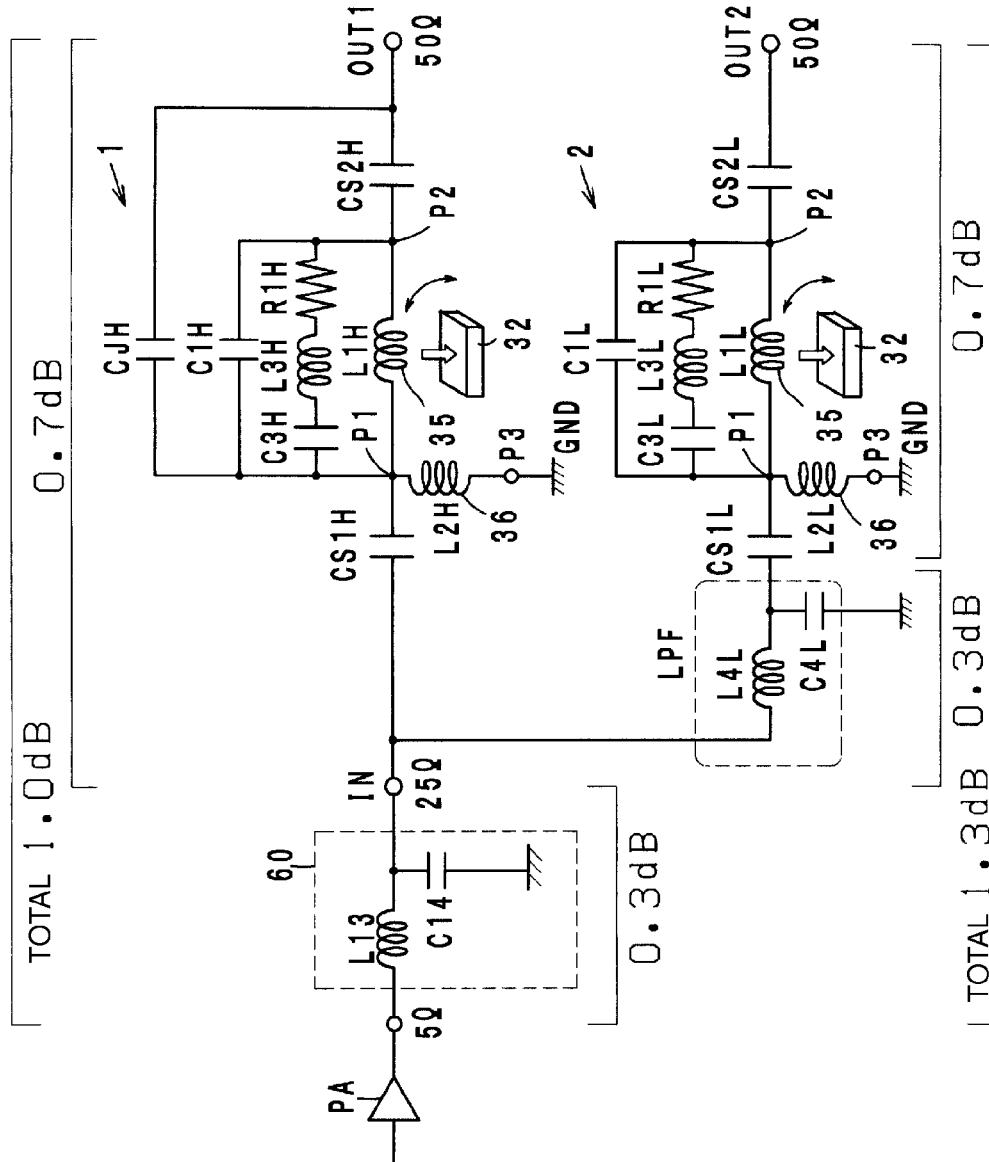 TOTAL 1.0dB
0.7dB
1
CJH
C1H
C3H L3H R1H
P1
L1H
CS2H
P2
OUT1
50Ω
35
32
CS1H
L2H
36
P3
GND
PA
5Ω
60
L13
C14
IN
25Ω
0.3dB
2
C1L
C3L L3L R1L
P1
L1L
CS2L
P2
OUT2
50Ω
35
32
LPF
L4L
C4L
CS1L
L2L
36
P3
GND
0.3dB
0.7dB
TOTAL 1.3dB